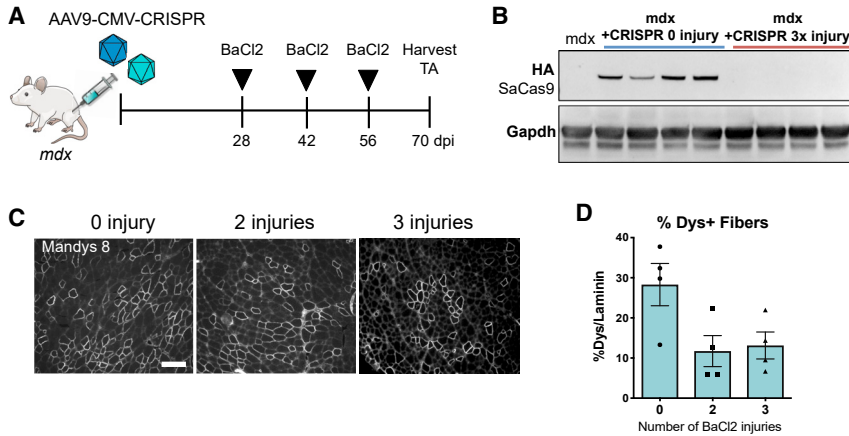 A
AAV9-CMV-CRISPR
mdx
BaCl2 BaCl2 BaCl2 Harvest
TA
28 42 56 70 dpi
B
mdx mdx
+CRISPR 0 injury mdx
+CRISPR 3x injury
HA
SaCas9
Gapdh
C
0 injury 2 injuries 3 injuries
Mandys 8
D
% Dys+ Fibers
%Dys/Laminin
40
30
20
10
0
0 2 3
Number of BaCl2 injuries